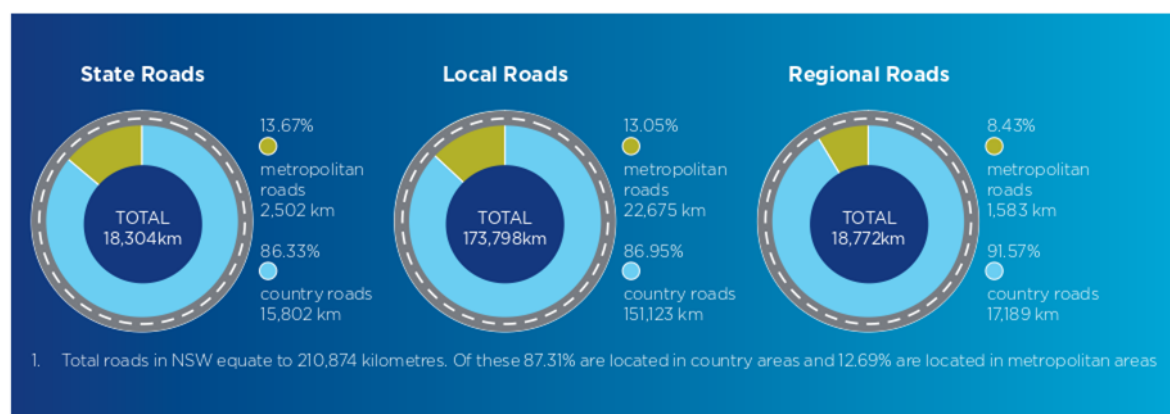 State Roads
13.67%
metropolitan
roads
2,502 km
TOTAL
18,304km
86.33%
country roads
15,802 km
Local Roads
13.05%
metropolitan
roads
22,675 km
TOTAL
173,798km
86.95%
country roads
151,123 km
Regional Roads
8.43%
metropolitan
roads
1,583 km
TOTAL
18,772km
91.57%
country roads
17,189 km
1. Total roads in NSW equate to 210,874 kilometres. Of these 87.31% are located in country areas and 12.69% are located in metropolitan areas